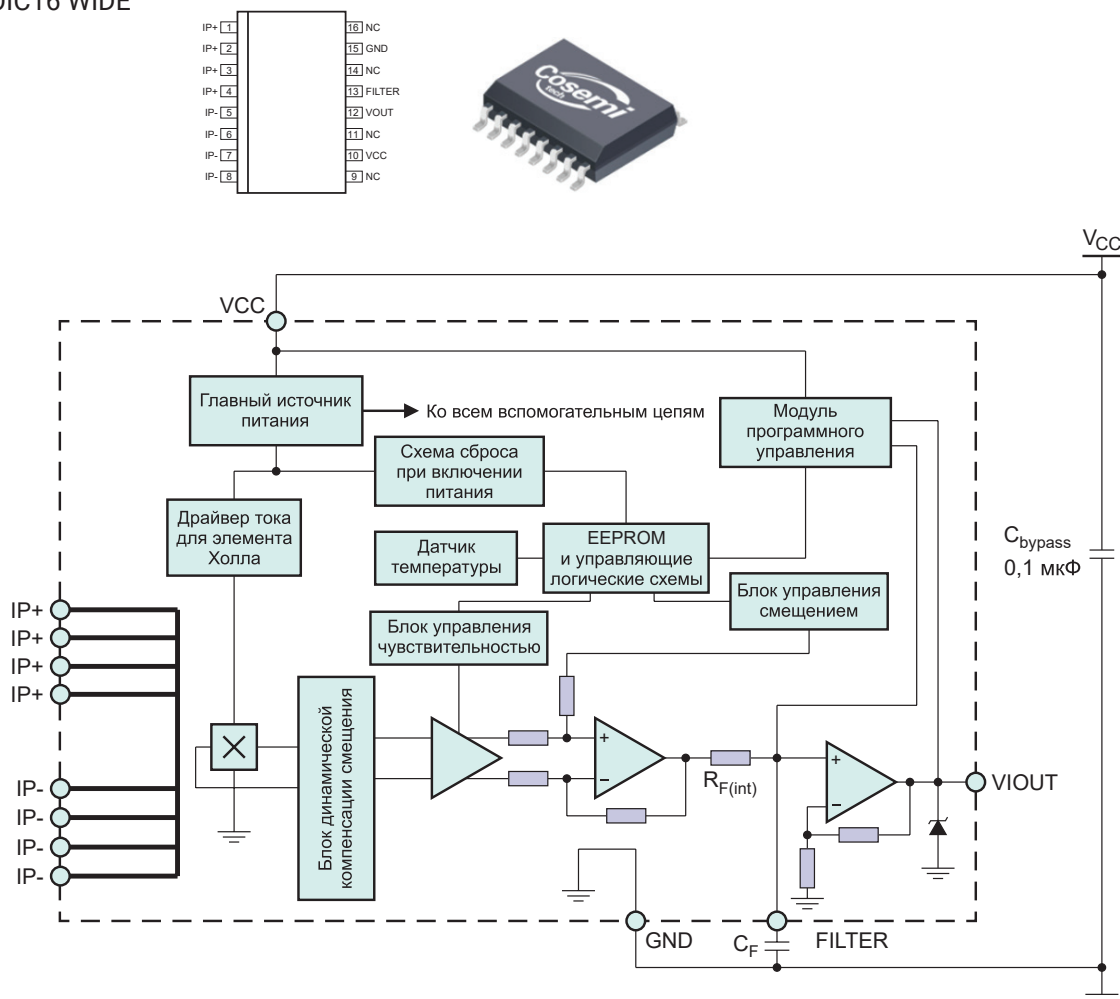 DIC16 WIDE
IP+ 1
IP+ 2
IP+ 3
IP+ 4
IP- 5
IP- 6
IP- 7
IP- 8
16 NC
15 GND
14 NC
13 FILTER
12 VOUT
11 NC
10 VCC
9 NC
Cosemi
tech
VCC
VCC
Главный источник
питания
Ко всем вспомогательным цепям
Модуль
программного
управления
Схема сброса
при включении
питания
Драйвер тока
для элемента
Холла
Датчик
температуры
EEPROM
и управляющие
логические схемы
Cbypass
0,1 мкФ
Блок управления
смещением
Блок управления
чувствительностью
IP+
IP+
IP+
IP+
IP-
IP-
IP-
IP-
Блок динамической
компенсации смещения
+
−
RF(int)
+
−
VIOUT
GND
CF
FILTER